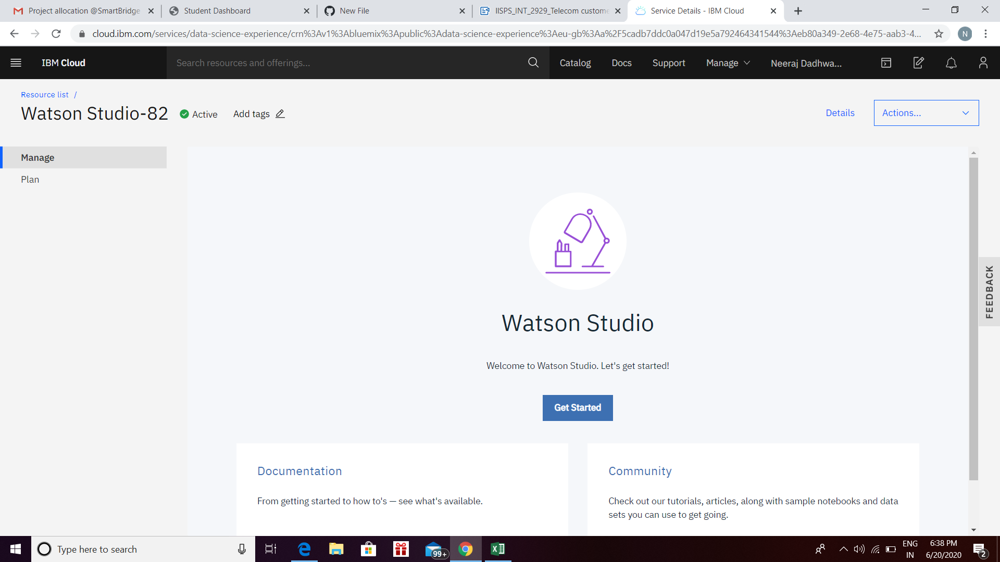 Project allocation @SmartBridge
Student Dashboard
New File
IISPS_INT_2929_Telecom custome
Service Details - IBM Cloud
cloud.ibm.com/services/data-science-experience/crn%3Av1%3Abluemix%3Apublic%3Adata-science-experience%3Aeu-gb%3Aa%2F5cadb7ddc0a047d19e5a792464341544%3Aeb80a349-2e68-4e75-aab3-4...
N
IBM Cloud
Search resources and offerings...
Catalog
Docs
Support
Manage
Neeraj Dadhwa...
Resource list /
Watson Studio-82
Active
Add tags
Details
Actions...
Manage
Plan
FEEDBACK
Watson Studio
Welcome to Watson Studio. Let's get started!
Get Started
Documentation
From getting started to how to's — see what's available.
Community
Check out our tutorials, articles, along with sample notebooks and data
sets you can use to get going.
Type here to search
99+
ENG
IN
6:38 PM
6/20/2020
2